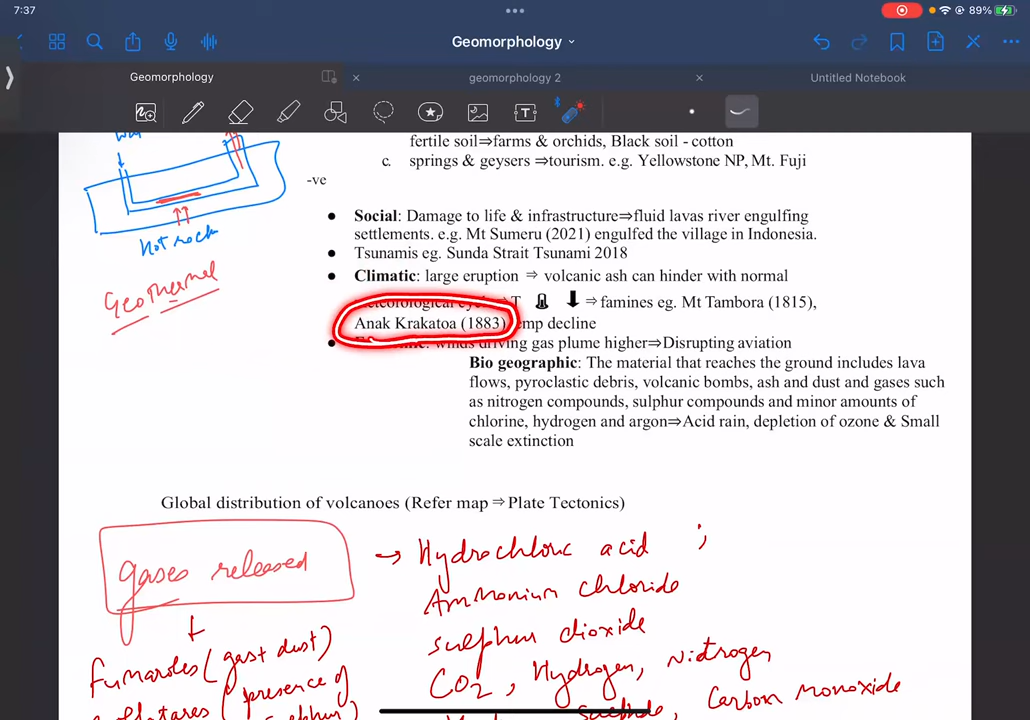 7:37
89%
Geomorphology
Geomorphology
geomorphology 2
Untitled Notebook
fertile soil⇒farms & orchids, Black soil - cotton
c. springs & geysers ⇒tourism. e.g. Yellowstone NP, Mt. Fuji
-ve
hot rock
Geothermal
● Social: Damage to life & infrastructure⇒fluid lavas river engulfing
settlements. e.g. Mt Sumeru (2021) engulfed the village in Indonesia.
● Tsunamis eg. Sunda Strait Tsunami 2018
● Climatic: large eruption ⇒ volcanic ash can hinder with normal
T ⇒famines eg. Mt Tambora (1815),
Anak Krakatoa (1883) emp decline
● winds driving gas plume higher⇒Disrupting aviation
Bio geographic: The material that reaches the ground includes lava
flows, pyroclastic debris, volcanic bombs, ash and dust and gases such
as nitrogen compounds, sulphur compounds and minor amounts of
chlorine, hydrogen and argon⇒Acid rain, depletion of ozone & Small
scale extinction
Global distribution of volcanoes (Refer map ⇒Plate Tectonics)
gases released
→ Hydrochloric acid ;
Ammonium chloride
sulphur dioxide
CO2, Hydrogen, Nidtrogen
Carbon monoxide
fumaroles (gas+ dust)
(presence of